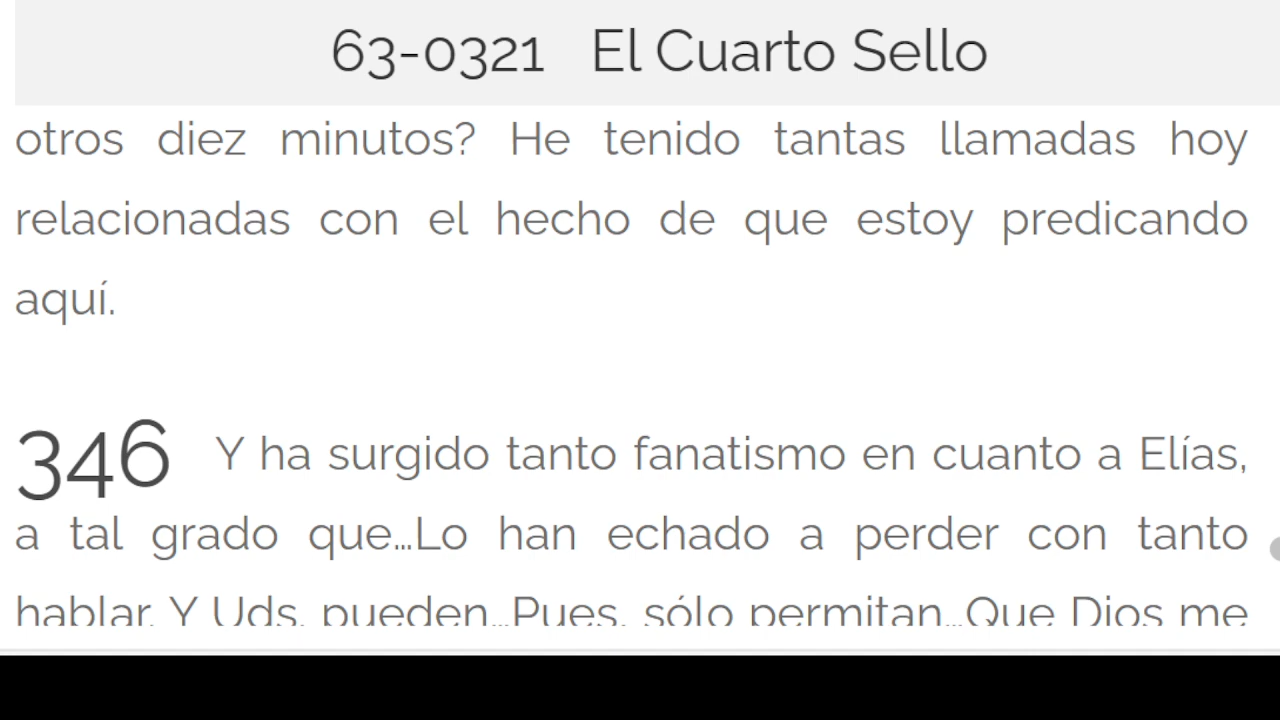 63-0321 El Cuarto Sello
otros diez minutos? He tenido tantas llamadas hoy
relacionadas con el hecho de que estoy predicando
aquí.
346 Y ha surgido tanto fanatismo en cuanto a Elías,
a tal grado que...Lo han echado a perder con tanto
hablar. Y Uds. pueden...Pues, sólo permitan...Que Dios me